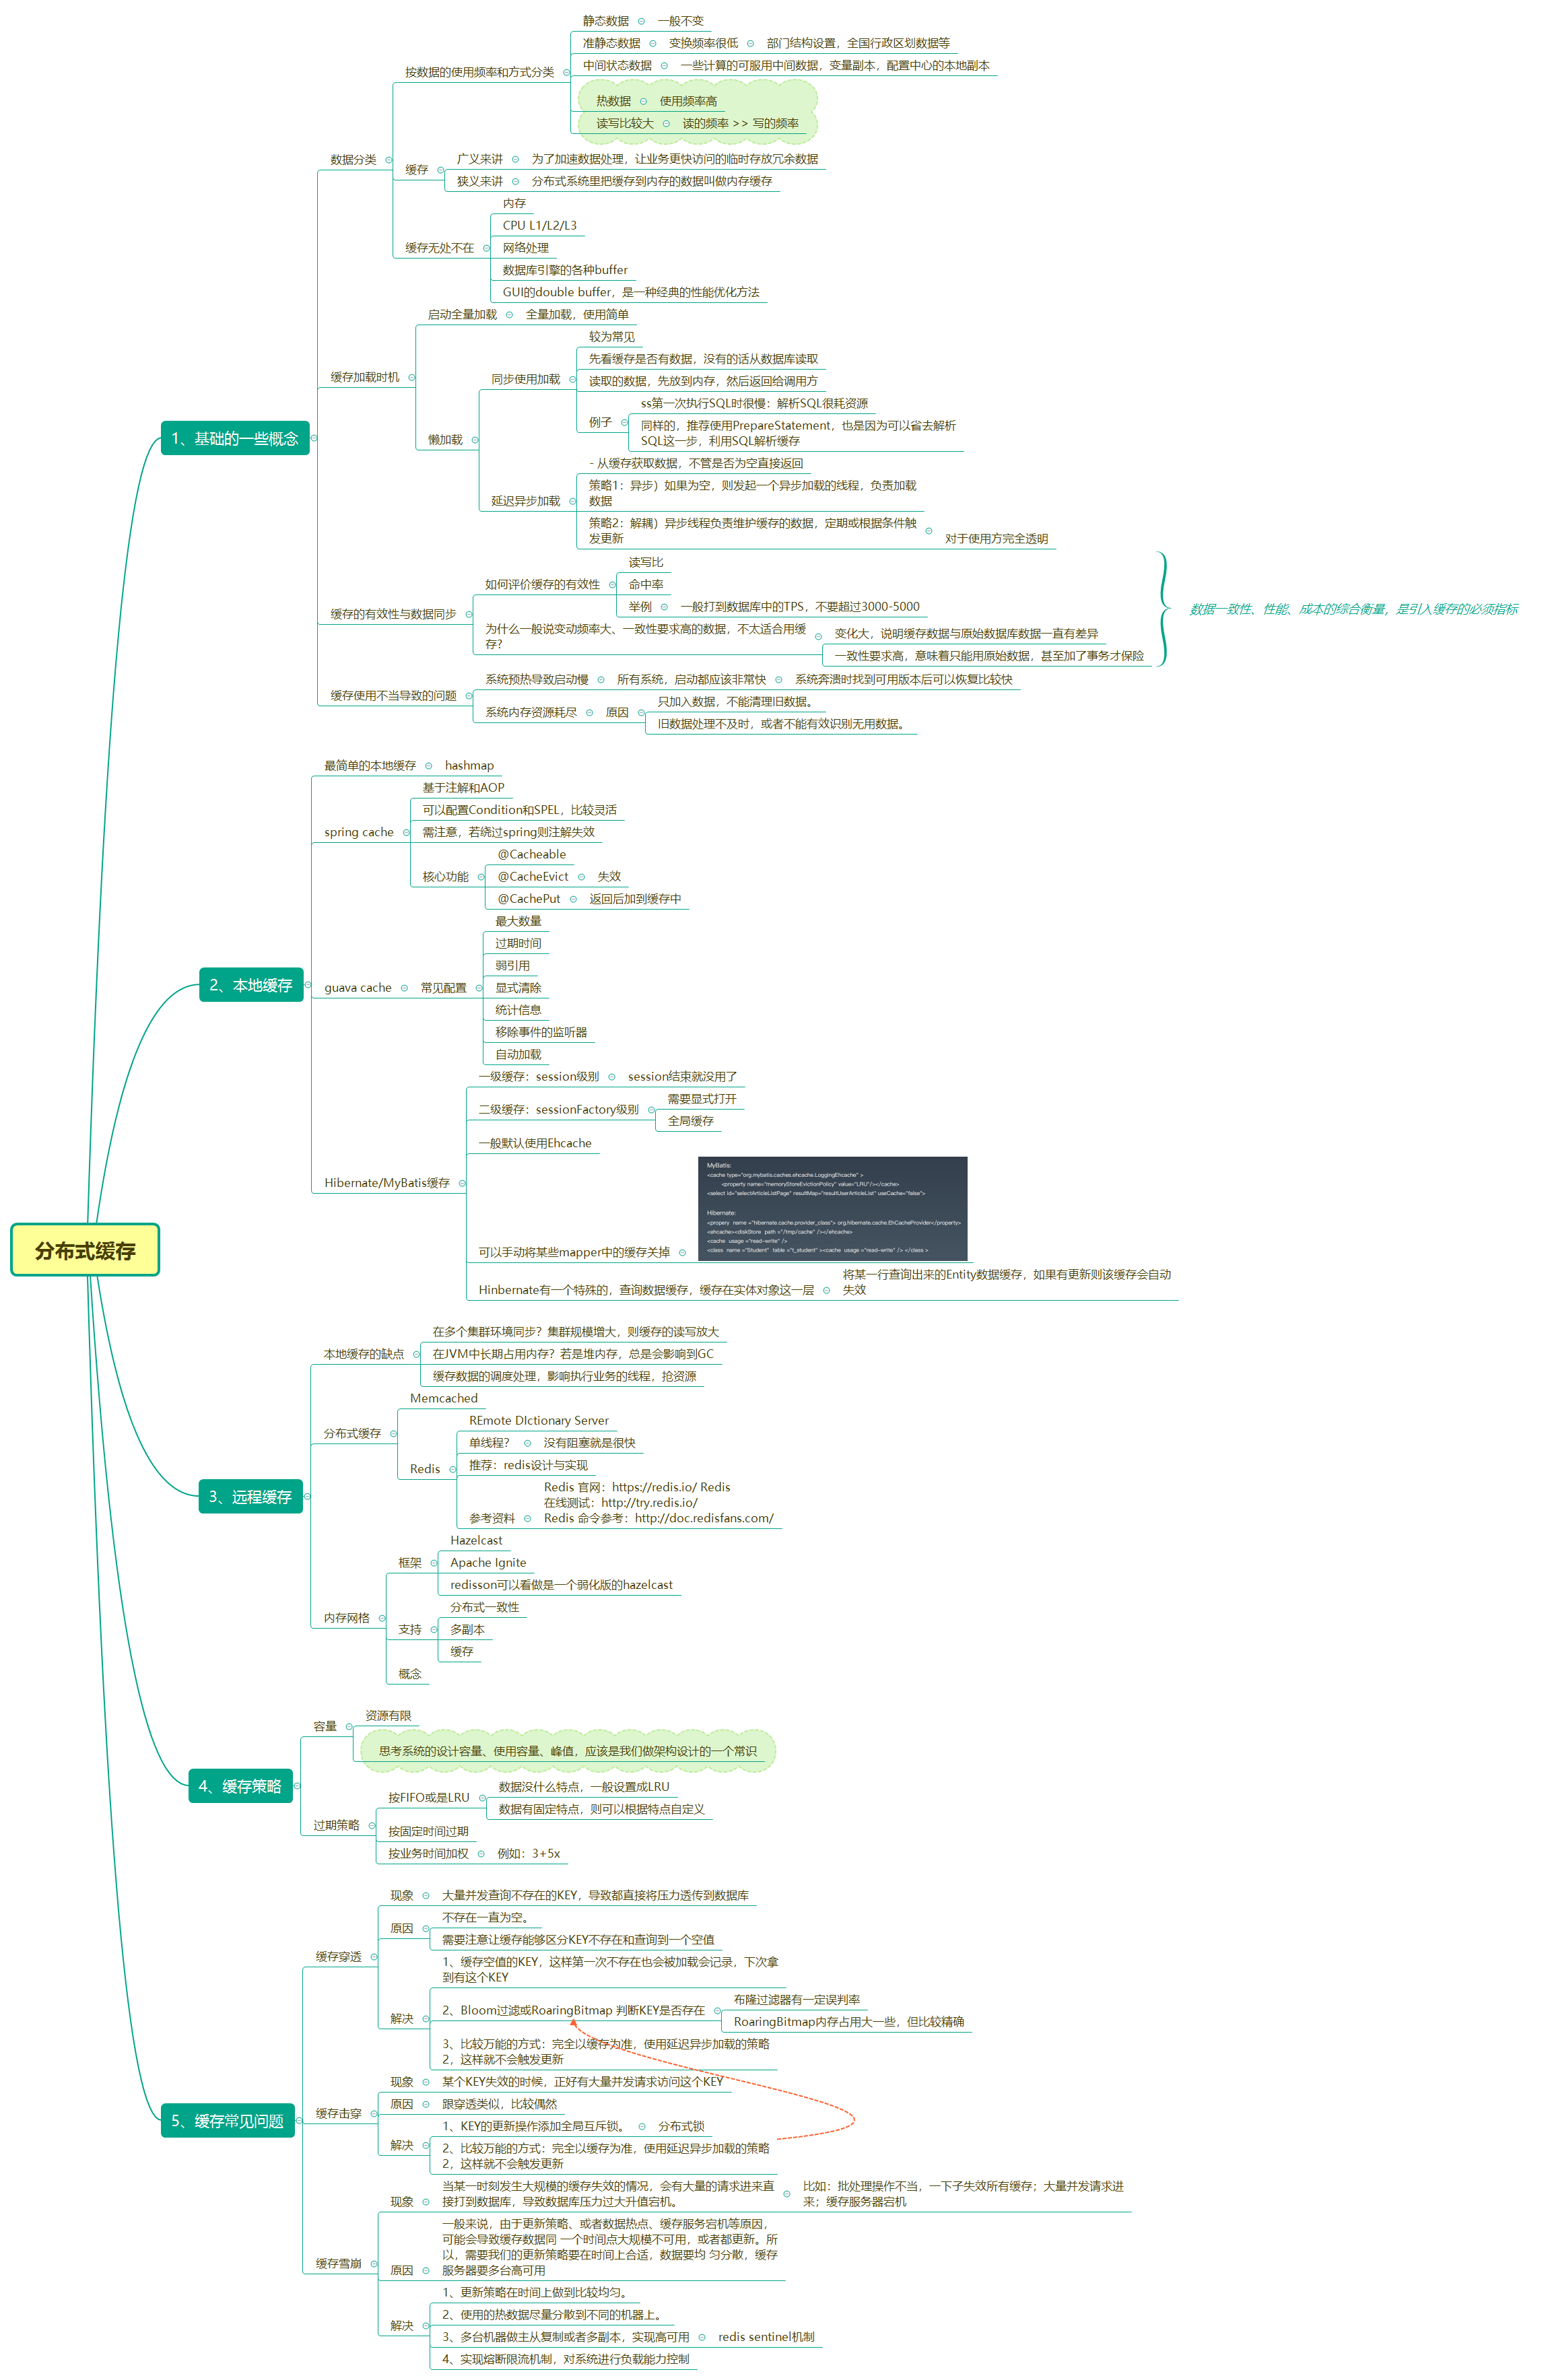 分布式缓存
1、基础的一些概念
数据分类
按数据的使用频率和方式分类
静态数据
一般不变
准静态数据
变换频率很低
部门结构设置，全国行政区划数据等
中间状态数据
一些计算的可服用中间数据，变量副本，配置中心的本地副本
热数据
使用频率高
读写比较大
读的频率 >> 写的频率
缓存
广义来讲
为了加速数据处理，让业务更快访问的临时存放冗余数据
狭义来讲
分布式系统里把缓存到内存的数据叫做内存缓存
缓存无处不在
内存
CPU L1/L2/L3
网络处理
数据库引擎的各种buffer
GUI的double buffer，是一种经典的性能优化方法
缓存加载时机
启动全量加载
全量加载，使用简单
懒加载
同步使用加载
较为常见
先看缓存是否有数据，没有的话从数据库读取
读取的数据，先放到内存，然后返回给调用方
例子
ss第一次执行SQL时很慢：解析SQL很耗资源
同样的，推荐使用PrepareStatement，也是因为可以省去解析
SQL这一步，利用SQL解析缓存
延迟异步加载
- 从缓存获取数据，不管是否为空直接返回
策略1：异步）如果为空，则发起一个异步加载的线程，负责加载
数据
策略2：解耦）异步线程负责维护缓存的数据，定期或根据条件触
发更新
对于使用方完全透明
缓存的有效性与数据同步
如何评价缓存的有效性
读写比
命中率
举例
一般打到数据库中的TPS，不要超过3000-5000
为什么一般说变动频率大、一致性要求高的数据，不太适合用缓
存？
变化大，说明缓存数据与原始数据库数据一直有差异
一致性要求高，意味着只能用原始数据，甚至加了事务才保险
数据一致性、性能、成本的综合衡量，是引入缓存的必须指标
缓存使用不当导致的问题
系统预热导致启动慢
所有系统，启动都应该非常快
系统奔溃时找到可用版本后可以恢复比较快
系统内存资源耗尽
原因
只加入数据，不能清理旧数据。
旧数据处理不及时，或者不能有效识别无用数据。
2、本地缓存
最简单的本地缓存
hashmap
spring cache
基于注解和AOP
可以配置Condition和SPEL，比较灵活
需注意，若绕过spring则注解失效
核心功能
@Cacheable
@CacheEvict
失效
@CachePut
返回后加到缓存中
guava cache
常见配置
最大数量
过期时间
弱引用
显式清除
统计信息
移除事件的监听器
自动加载
Hibernate/MyBatis缓存
一级缓存：session级别
session结束就没用了
二级缓存：sessionFactory级别
需要显式打开
全局缓存
一般默认使用Ehcache
可以手动将某些mapper中的缓存关掉
MyBatis:
<cache type="org.mybatis.caches.ehcache.LoggingEhcache" >
<property name="memoryStoreEvictionPolicy" value="LRU"/></cache>
<select id="selectArticleListPage" resultMap="resultUserArticleList" useCache="false">
Hibernate:
<propery name ="hibernate.cache.provider_class"> org.hibernate.cache.EhCacheProvider</property>
<ehcache><diskStore path ="/tmp/cache" /></ehcache>
<cache usage ="read-write" />
<class name ="Student" table ="t_student" ><cache usage ="read-write" /> </class >
Hinbernate有一个特殊的，查询数据缓存，缓存在实体对象这一层
将某一行查询出来的Entity数据缓存，如果有更新则该缓存会自动
失效
3、远程缓存
本地缓存的缺点
在多个集群环境同步？集群规模增大，则缓存的读写放大
在JVM中长期占用内存？若是堆内存，总是会影响到GC
缓存数据的调度处理，影响执行业务的线程，抢资源
分布式缓存
Memcached
Redis
REmote DIctionary Server
单线程？
没有阻塞就是很快
推荐：redis设计与实现
参考资料
Redis 官网：https://redis.io/ Redis
在线测试：http://try.redis.io/
Redis 命令参考：http://doc.redisfans.com/
内存网格
框架
Hazelcast
Apache Ignite
redisson可以看做是一个弱化版的hazelcast
支持
分布式一致性
多副本
缓存
概念
4、缓存策略
容量
资源有限
思考系统的设计容量、使用容量、峰值，应该是我们做架构设计的一个常识
过期策略
按FIFO或是LRU
数据没什么特点，一般设置成LRU
数据有固定特点，则可以根据特点自定义
按固定时间过期
按业务时间加权
例如：3+5x
5、缓存常见问题
缓存穿透
现象
大量并发查询不存在的KEY，导致都直接将压力透传到数据库
原因
不存在一直为空。
需要注意让缓存能够区分KEY不存在和查询到一个空值
解决
1、缓存空值的KEY，这样第一次不存在也会被加载会记录，下次拿
到有这个KEY
2、Bloom过滤或RoaringBitmap 判断KEY是否存在
布隆过滤器有一定误判率
RoaringBitmap内存占用大一些，但比较精确
3、比较万能的方式：完全以缓存为准，使用延迟异步加载的策略
2，这样就不会触发更新
缓存击穿
现象
某个KEY失效的时候，正好有大量并发请求访问这个KEY
原因
跟穿透类似，比较偶然
解决
1、KEY的更新操作添加全局互斥锁。
分布式锁
2、比较万能的方式：完全以缓存为准，使用延迟异步加载的策略
2，这样就不会触发更新
缓存雪崩
现象
当某一时刻发生大规模的缓存失效的情况，会有大量的请求进来直
接打到数据库，导致数据库压力过大升值宕机。
比如：批处理操作不当，一下子失效所有缓存；大量并发请求进
来；缓存服务器宕机
原因
一般来说，由于更新策略、或者数据热点、缓存服务宕机等原因，
可能会导致缓存数据同 一个时间点大规模不可用，或者都更新。所
以，需要我们的更新策略要在时间上合适，数据要均 匀分散，缓存
服务器要多台高可用
解决
1、更新策略在时间上做到比较均匀。
2、使用的热数据尽量分散到不同的机器上。
3、多台机器做主从复制或者多副本，实现高可用
redis sentinel机制
4、实现熔断限流机制，对系统进行负载能力控制